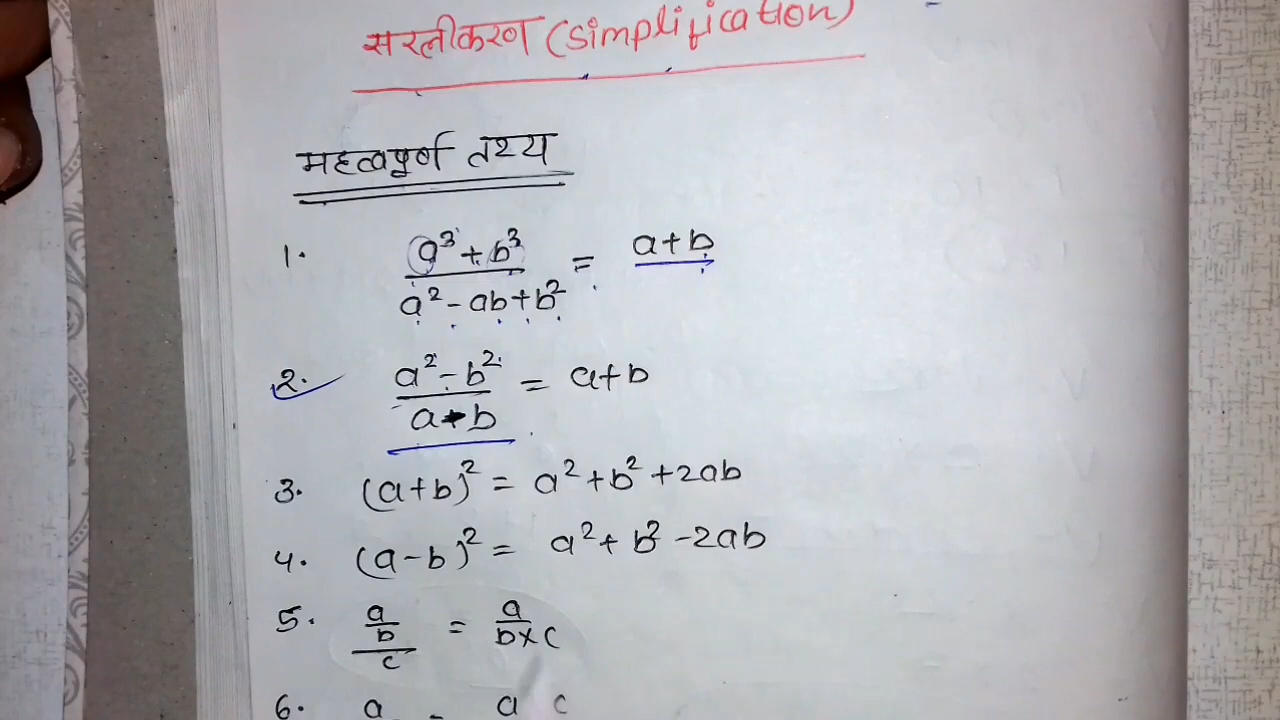 सरलीकरण (Simplification)
महत्वपूर्ण तथ्य
1. (a³ + b³)/(a² - ab + b²) = a+b
2. (a² - b²)/(a - b) = a+b
3. (a+b)² = a² + b² + 2ab
4. (a-b)² = a² + b² - 2ab
5. (a/b)/c = a/(b×c)
6. a = a c